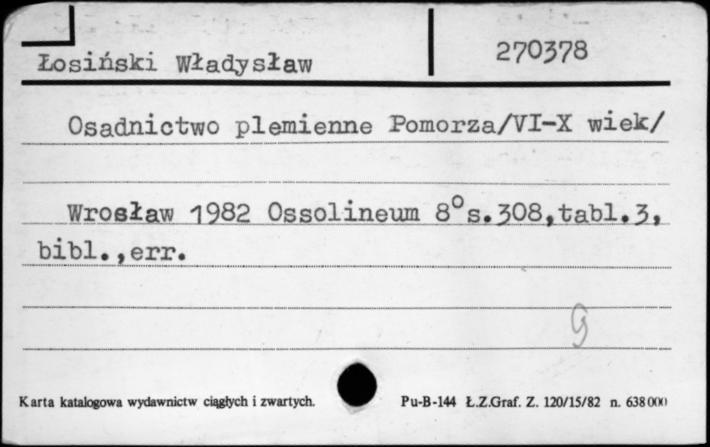 Łosiński Władysław 270378
Osadnictwo plemienne Pomorza/VI-X wiek/
Wrosław 1982 Ossolineum 8° s.308,tabl.3,
bibl.,err.
g
Karta katalogowa wydawnictw ciągłych i zwartych. Pu-B-144 Ł.Z.Graf. Z. 120/15/82 n. 638000